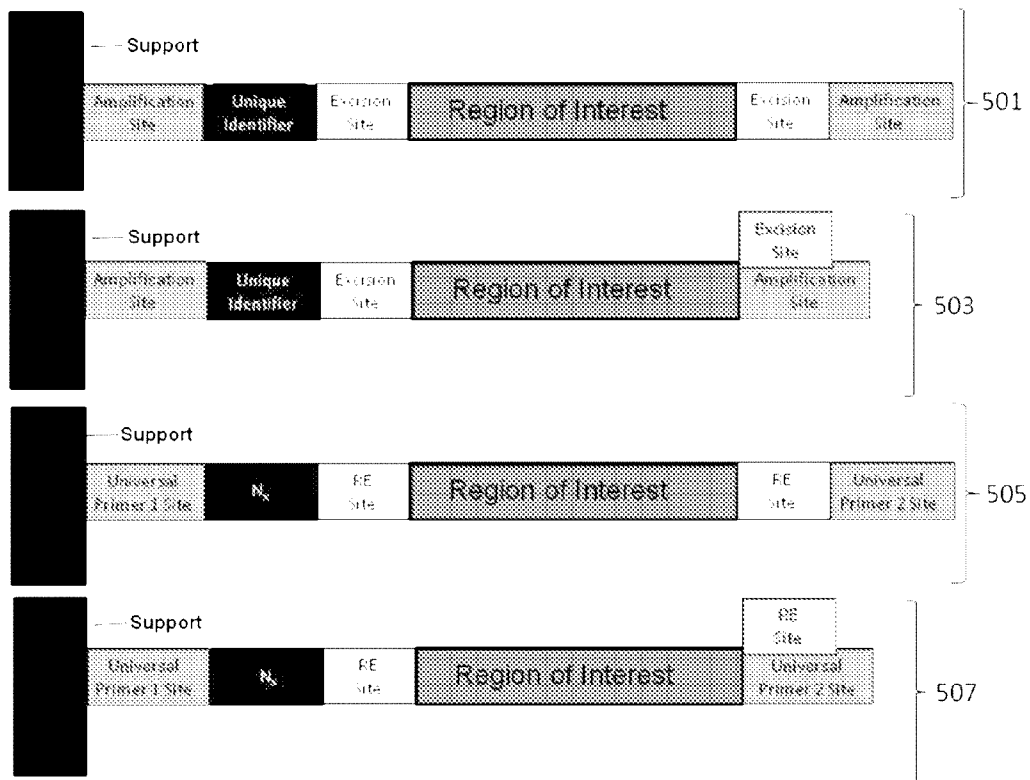 Support
Amplification Site
Unique Identifier
Excision Site
Region of Interest
Excision Site
Amplification Site
501
Support
Excision Site
Amplification Site
Unique Identifier
Excision Site
Region of Interest
Amplification Site
503
Support
Universal Primer 1 Site
Nx
RE Site
Region of Interest
RE Site
Universal Primer 2 Site
505
Support
RE Site
Universal Primer 1 Site
Nx
RE Site
Region of Interest
Universal Primer 2 Site
507